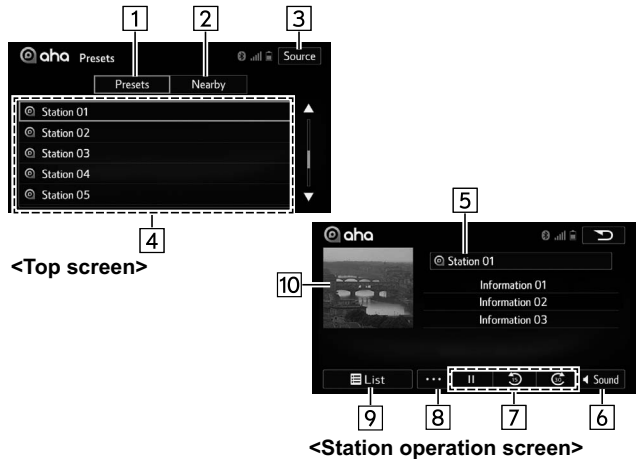 1 2 3
aha Presets Source
Presets Nearby
Station 01
Station 02
Station 03
Station 04
Station 05
4
<Top screen>
5
aha
Station 01
10
Information 01
Information 02
Information 03
List ... 15 30 Sound
9 8 7 6
<Station operation screen>